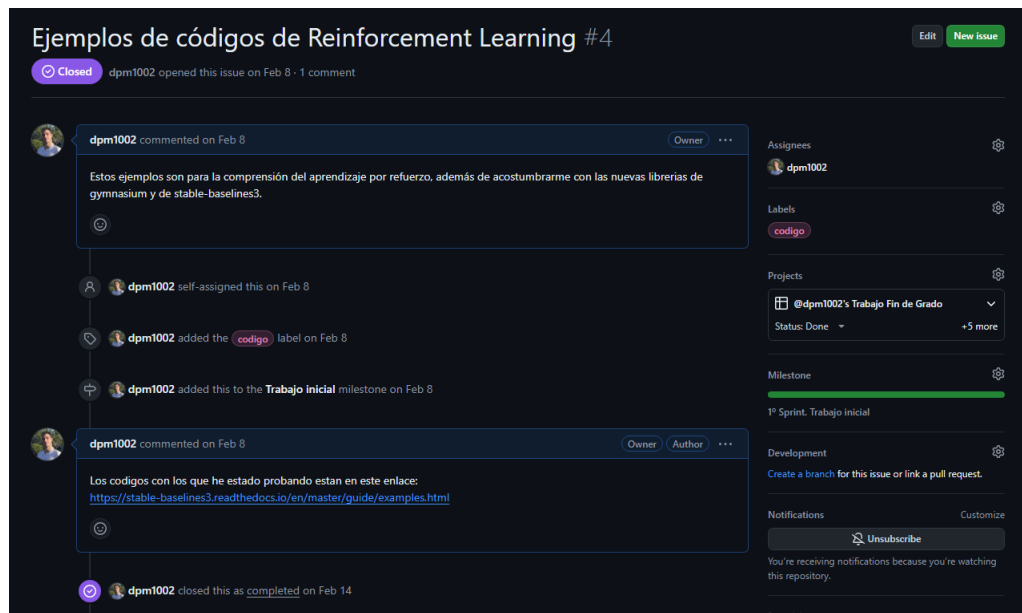 Ejemplos de códigos de Reinforcement Learning #4
Edit
New issue
Closed
dpm1002 opened this issue on Feb 8 · 1 comment
dpm1002 commented on Feb 8
Owner
Estos ejemplos son para la comprensión del aprendizaje por refuerzo, además de acostumbrarme con las nuevas librerias de
gymnasium y de stable-baselines3.
dpm1002 self-assigned this on Feb 8
dpm1002 added the codigo label on Feb 8
dpm1002 added this to the Trabajo inicial milestone on Feb 8
dpm1002 commented on Feb 8
Owner
Author
Los codigos con los que he estado probando estan en este enlace:
https://stable-baselines3.readthedocs.io/en/master/guide/examples.html
dpm1002 closed this as completed on Feb 14
Assignees
dpm1002
Labels
codigo
Projects
@dpm1002's Trabajo Fin de Grado
Status: Done
+5 more
Milestone
1º Sprint. Trabajo inicial
Development
Create a branch for this issue or link a pull request.
Notifications
Customize
Unsubscribe
You're receiving notifications because you're watching
this repository.